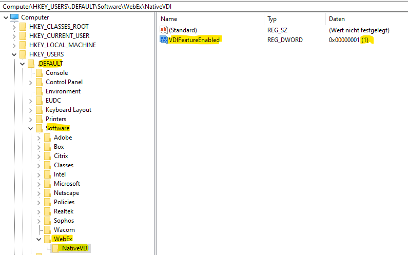 Computer\HKEY_USERS\.DEFAULT\Software\WebEx\NativeVDI
Computer
HKEY_CLASSES_ROOT
HKEY_CURRENT_USER
HKEY_LOCAL_MACHINE
HKEY_USERS
.DEFAULT
Console
Control Panel
Environment
EUDC
Keyboard Layout
Printers
Software
Adobe
Box
Citrix
Classes
Intel
Microsoft
Netscape
Policies
Realtek
Sophos
Wacom
WebEx
NativeVDI
Name Typ Daten
(Standard) REG_SZ (Wert nicht festgelegt)
VDIFeatureEnabled REG_DWORD 0x00000001 (1)